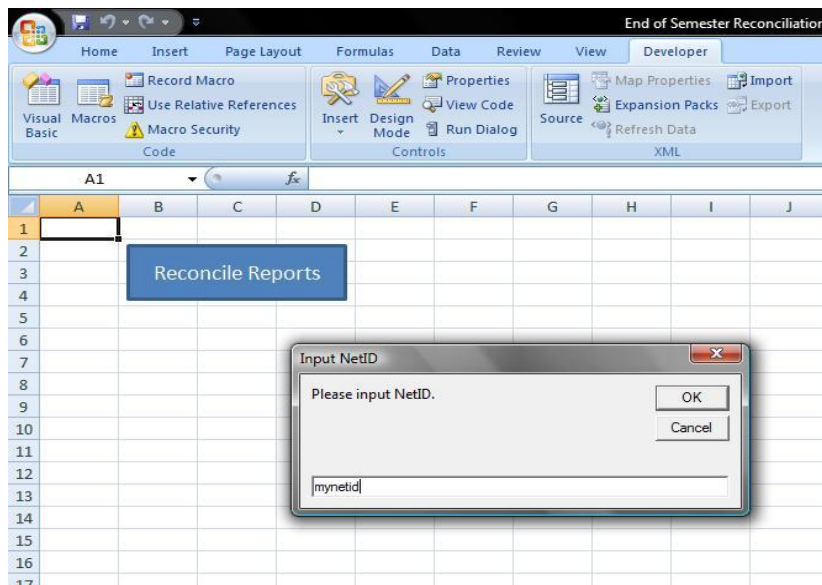 End of Semester Reconciliation
Home Insert Page Layout Formulas Data Review View Developer
Visual Basic
Macros
Record Macro
Use Relative References
Macro Security
Code
Insert
Design Mode
Properties
View Code
Run Dialog
Controls
Source
Map Properties
Expansion Packs
Refresh Data
Import
Export
XML
A1 fx
A B C D E F G H I J
1
2
3
4
5
6
7
8
9
10
11
12
13
14
15
16
17
Reconcile Reports
Input NetID
Please input NetID.
OK
Cancel
mynetid